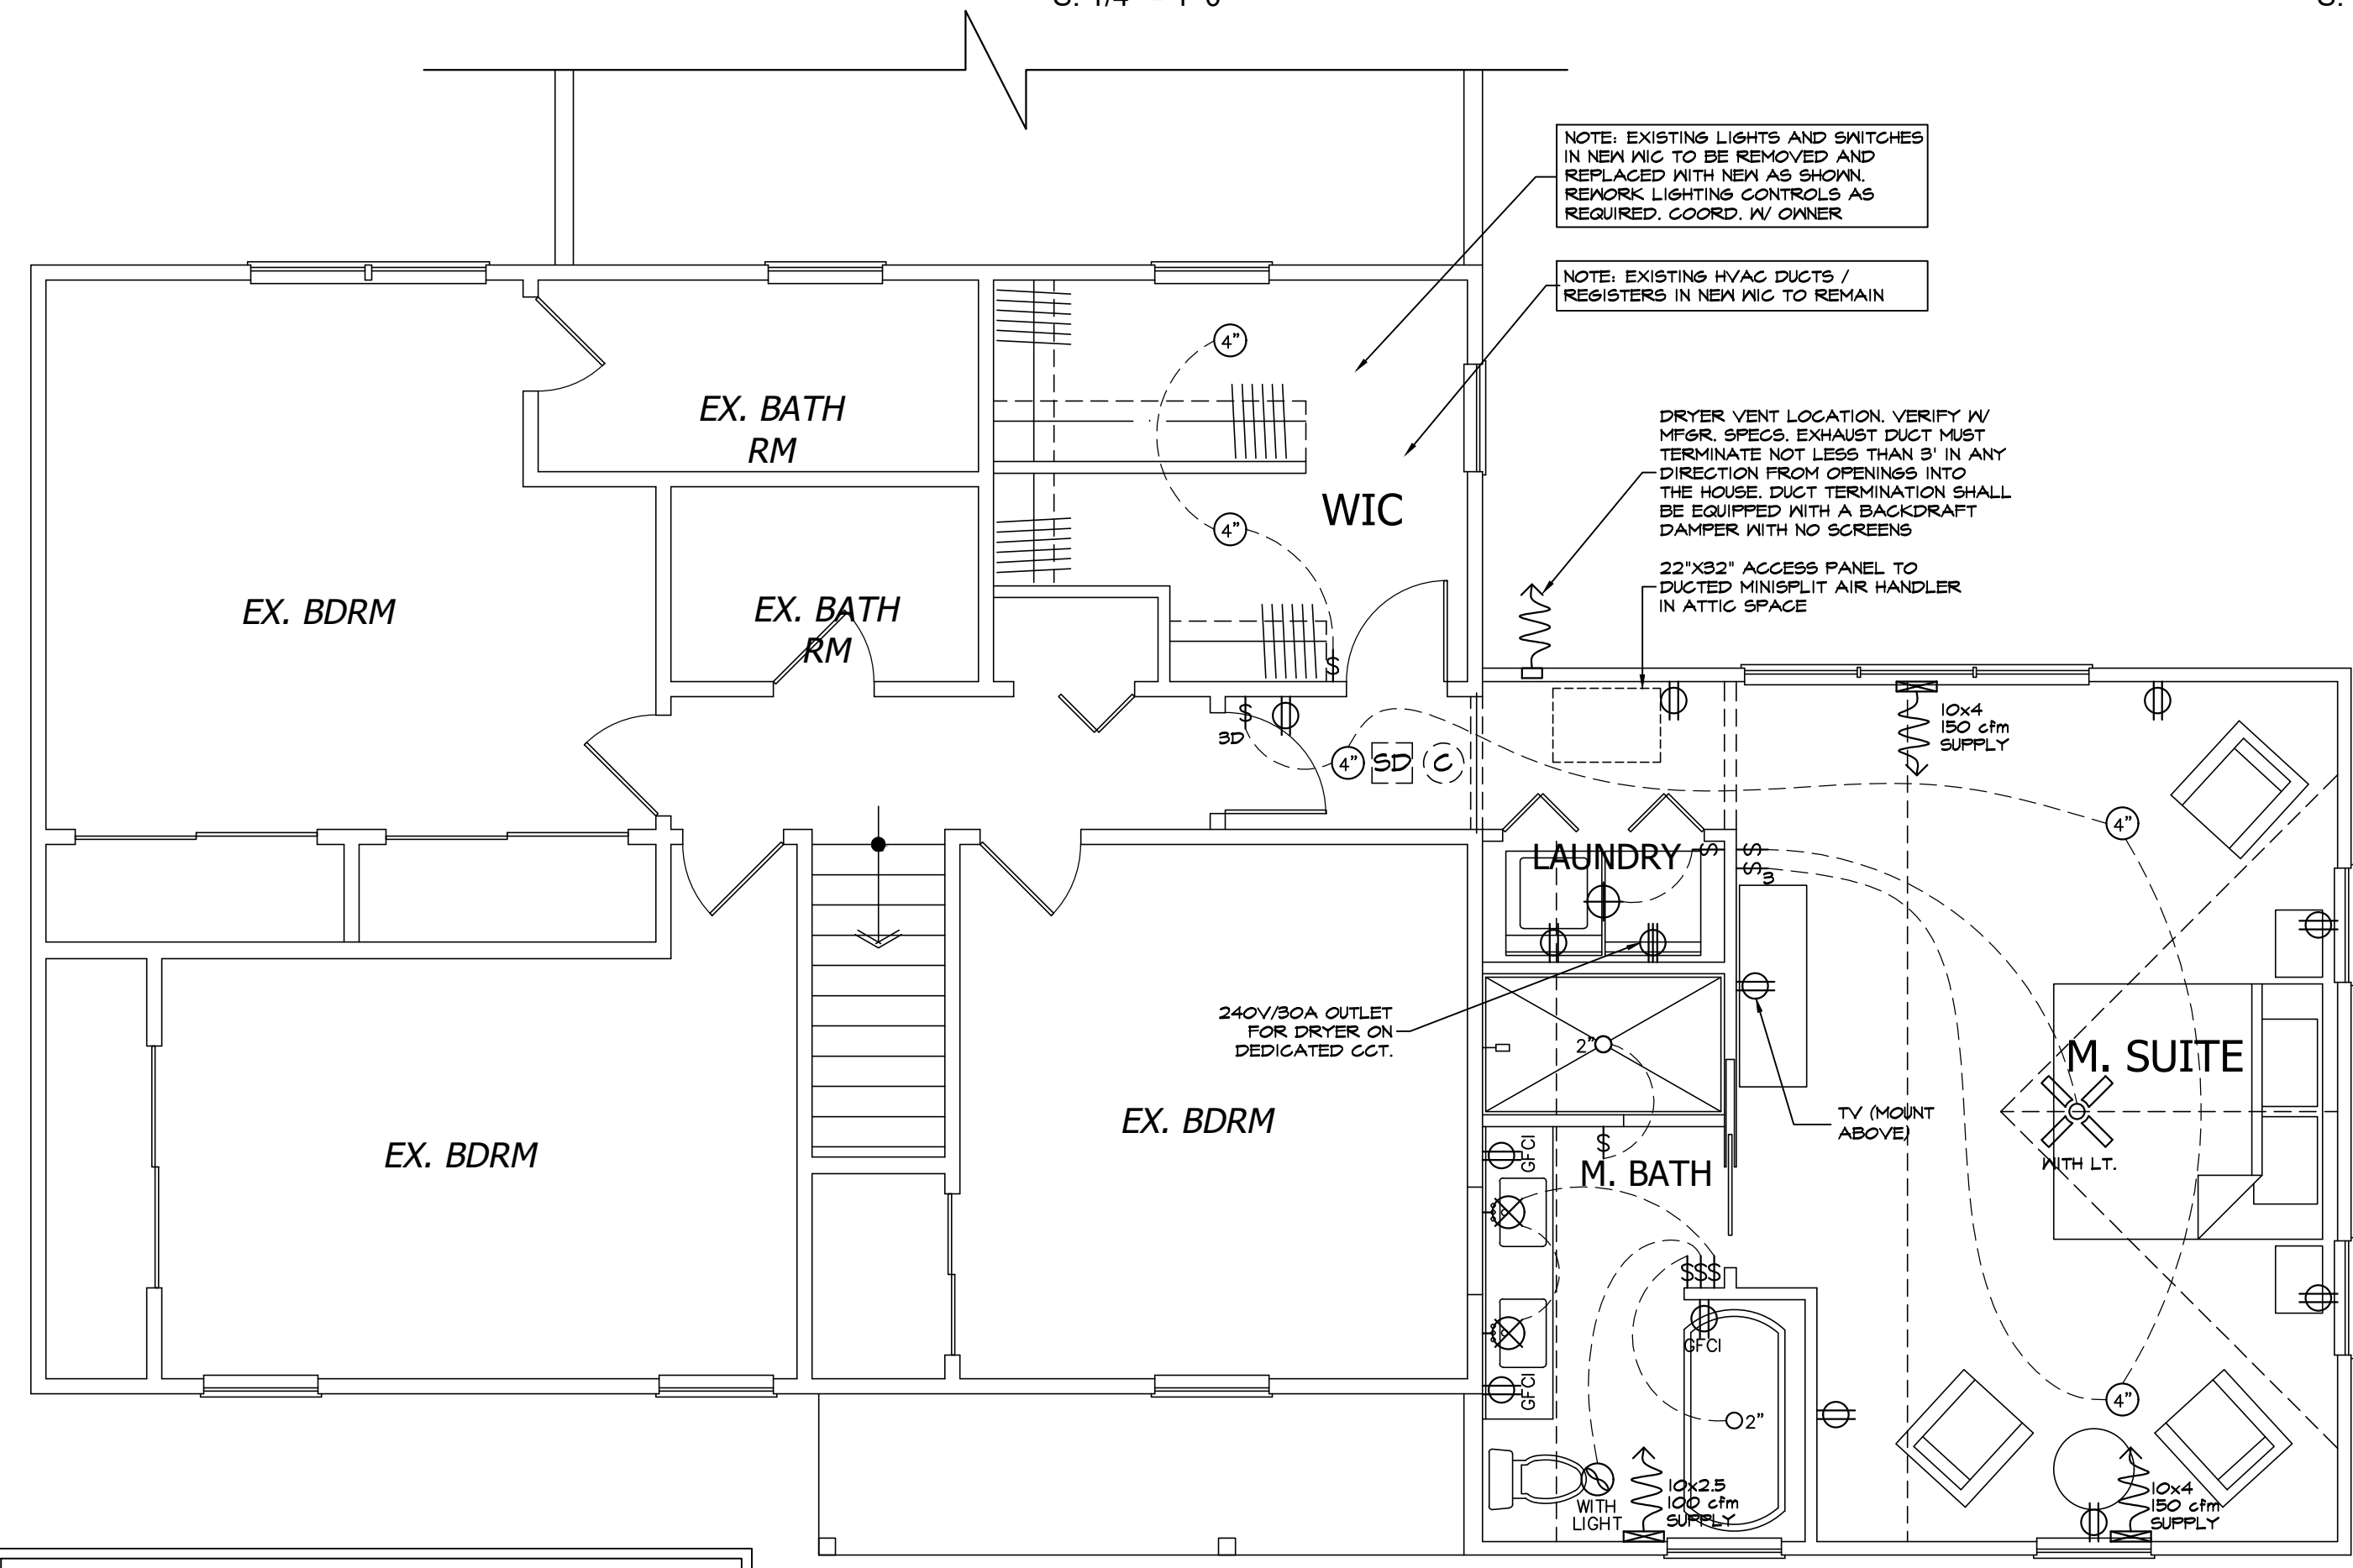 S: 1/4" = 1'-0"
S:
NOTE: EXISTING LIGHTS AND SWITCHES
IN NEW WIC TO BE REMOVED AND
REPLACED WITH NEW AS SHOWN.
REWORK LIGHTING CONTROLS AS
REQUIRED. COORD. W/ OWNER
NOTE: EXISTING HVAC DUCTS /
REGISTERS IN NEW WIC TO REMAIN
4"
EX. BATH
RM
WIC
4"
DRYER VENT LOCATION. VERIFY W/
MFGR. SPECS. EXHAUST DUCT MUST
TERMINATE NOT LESS THAN 3' IN ANY
DIRECTION FROM OPENINGS INTO
THE HOUSE. DUCT TERMINATION SHALL
BE EQUIPPED WITH A BACKDRAFT
DAMPER WITH NO SCREENS
22"X32" ACCESS PANEL TO
DUCTED MINISPLIT AIR HANDLER
IN ATTIC SPACE
EX. BDRM
EX. BATH
RM
S
S
3D
4"
SD
C
10x4
150 cfm
SUPPLY
4"
LAUNDRY
S
S
S
3
240V/30A OUTLET
FOR DRYER ON
DEDICATED CCT.
2"
M. SUITE
EX. BDRM
EX. BDRM
TV (MOUNT
ABOVE)
WITH LT.
GFCI
S
M. BATH
SSS
GFCI
GFCI
4"
2"
WITH
LIGHT
10x2.5
100 cfm
SUPPLY
10x4
150 cfm
SUPPLY